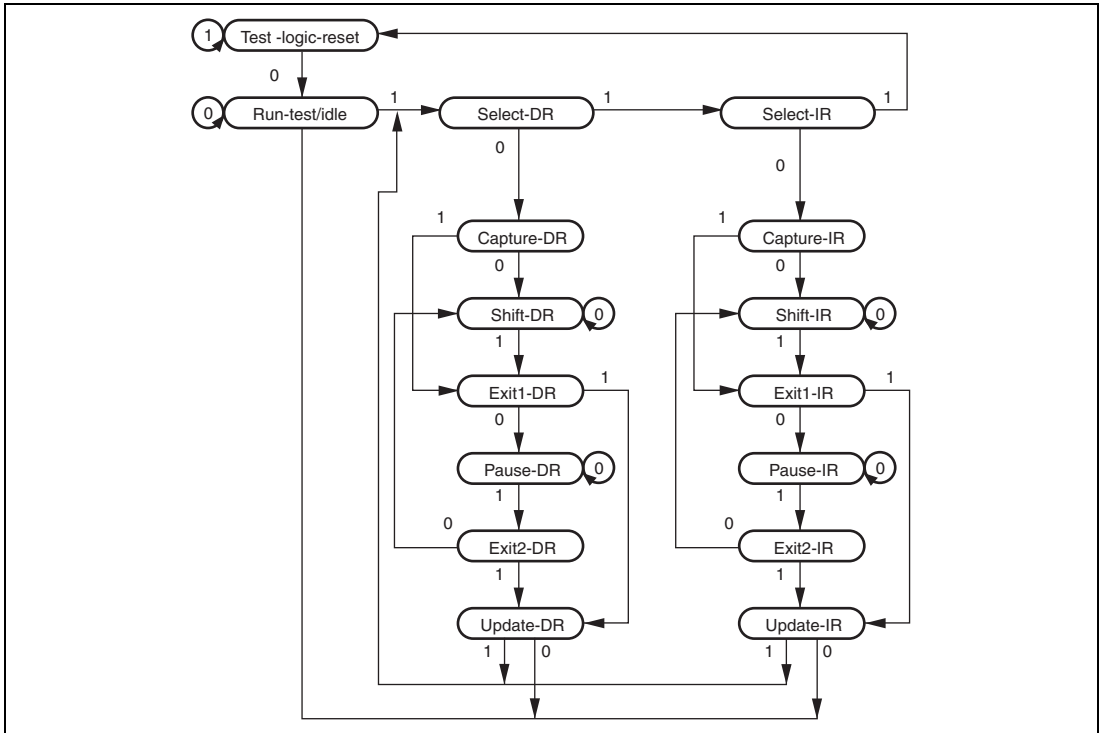 1 Test -logic-reset
0
0 Run-test/idle 1 Select-DR 1 Select-IR 1
0 0
1 Capture-DR 1 Capture-IR
0 0
Shift-DR 0 Shift-IR 0
1 1
Exit1-DR 1 Exit1-IR 1
0 0
Pause-DR 0 Pause-IR 0
1 1
0 Exit2-DR 0 Exit2-IR
1 1
Update-DR Update-IR
1 0 1 0